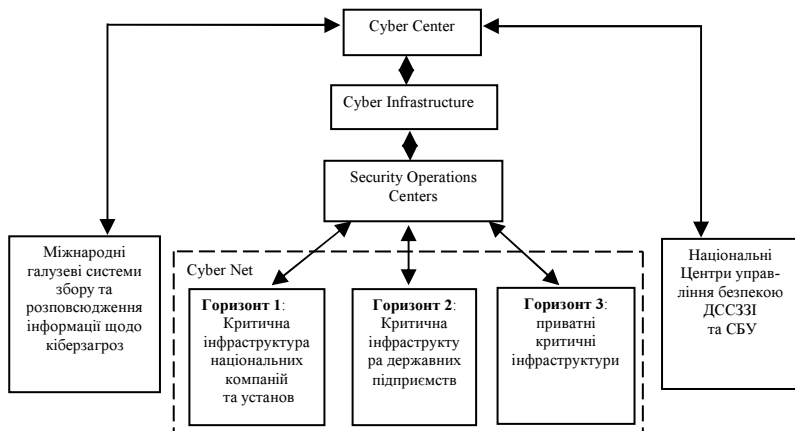 Cyber Center
Cyber Infrastructure
Security Operations
Centers
Міжнародні
галузеві системи
збору та
розповсюдження
інформації щодо
кіберзагроз
Cyber Net
Горизонт 1:
Критична
інфраструктура
національних
компаній
та установ
Горизонт 2:
Критична
інфраструкту
ра державних
підприємств
Горизонт 3:
приватні
критичні
інфраструктури
Національні
Центри управ-
ління безпекою
ДССЗЗІ
та СБУ